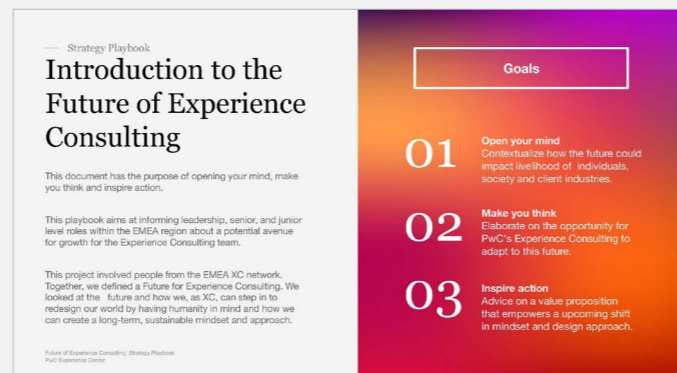 Strategy Playbook
Introduction to the
Future of Experience
Consulting
This document has the purpose of opening your mind, make
you think and inspire action.
This playbook aims at informing leadership, senior, and junior
level roles within the EMEA region about a potential avenue
for growth for the Experience Consulting team.
This project involved people from the EMEA XC network.
Together, we defined a Future for Experience Consulting. We
looked at the future and how we, as XC, can step in to
redesign our world by having humanity in mind and how we
can create a long-term, sustainable mindset and approach.
Future of Experience Consulting: Strategy Playbook
PwC Experience Center
Goals
01
Open your mind
Contextualize how the future could
impact livelihood of individuals,
society and client industries.
02
Make you think
Elaborate on the opportunity for
PwC's Experience Consulting to
adapt to this future.
03
Inspire action
Advice on a value proposition
that empowers a upcoming shift
in mindset and design approach.